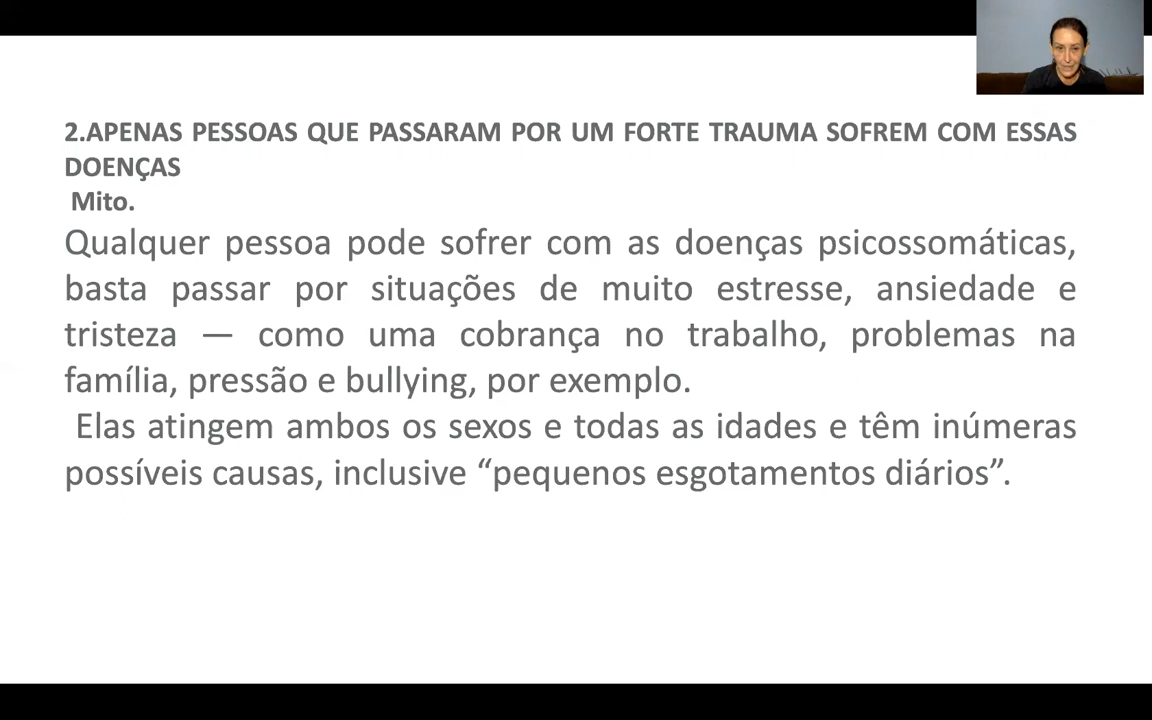 2.APENAS PESSOAS QUE PASSARAM POR UM FORTE TRAUMA SOFREM COM ESSAS
DOENÇAS
Mito.
Qualquer pessoa pode sofrer com as doenças psicossomáticas,
basta passar por situações de muito estresse, ansiedade e
tristeza — como uma cobrança no trabalho, problemas na
família, pressão e bullying, por exemplo.
Elas atingem ambos os sexos e todas as idades e têm inúmeras
possíveis causas, inclusive “pequenos esgotamentos diários”.